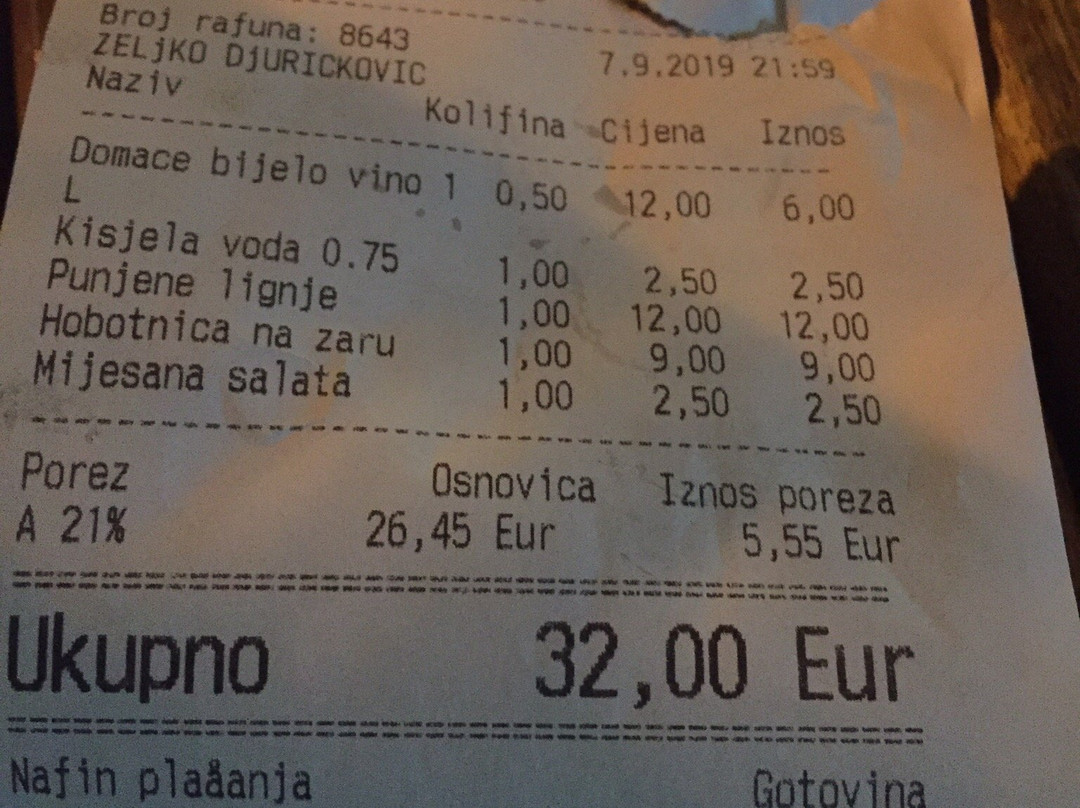 Broj rafuna: 8643
ZELjKO DjURICKOVIC 7.9.2019 21:59
Naziv Kolifina Cijena Iznos
Domace bijelo vino 1 0,50 12,00 6,00
L
Kisjela voda 0.75 1,00 2,50 2,50
Punjene lignje 1,00 12,00 12,00
Hobotnica na zaru 1,00 9,00 9,00
Mijesana salata 1,00 2,50 2,50
Porez Osnovica Iznos poreza
A 21% 26,45 Eur 5,55 Eur
Ukupno 32,00 Eur
Nafin plaåanja Gotovina